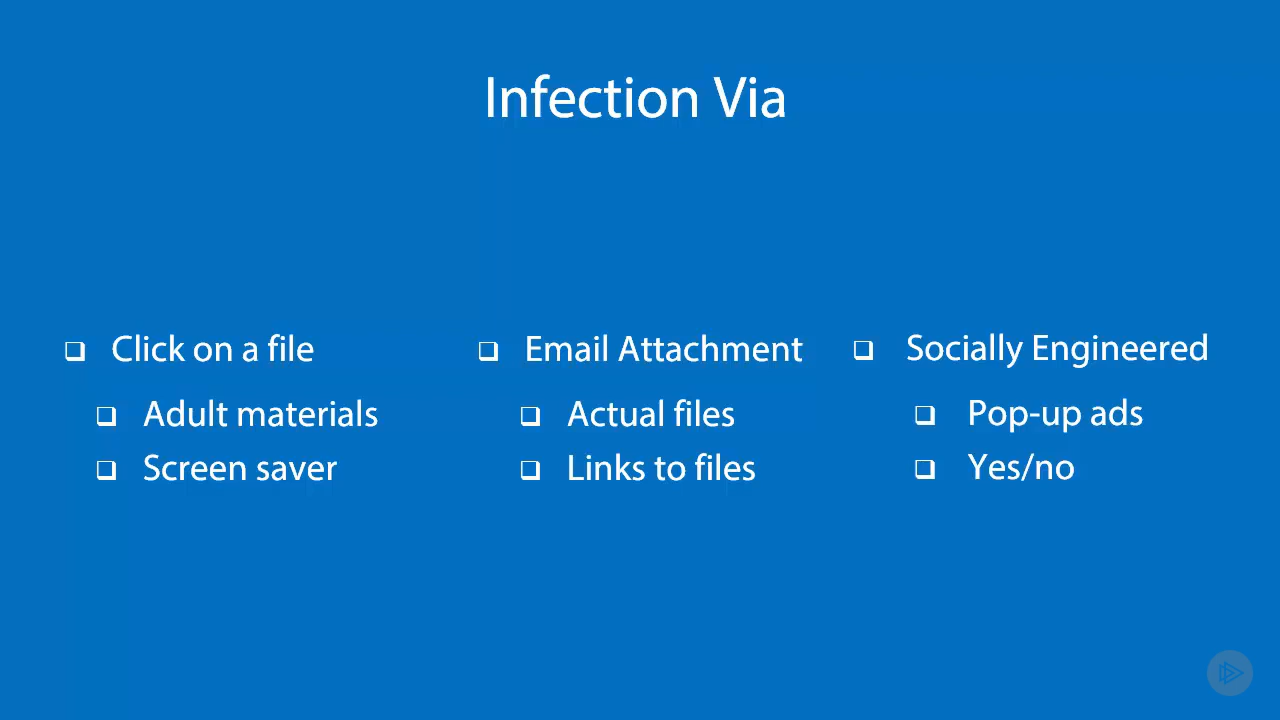 Infection Via
Click on a file
Adult materials
Screen saver
Email Attachment
Actual files
Links to files
Socially Engineered
Pop-up ads
Yes/no